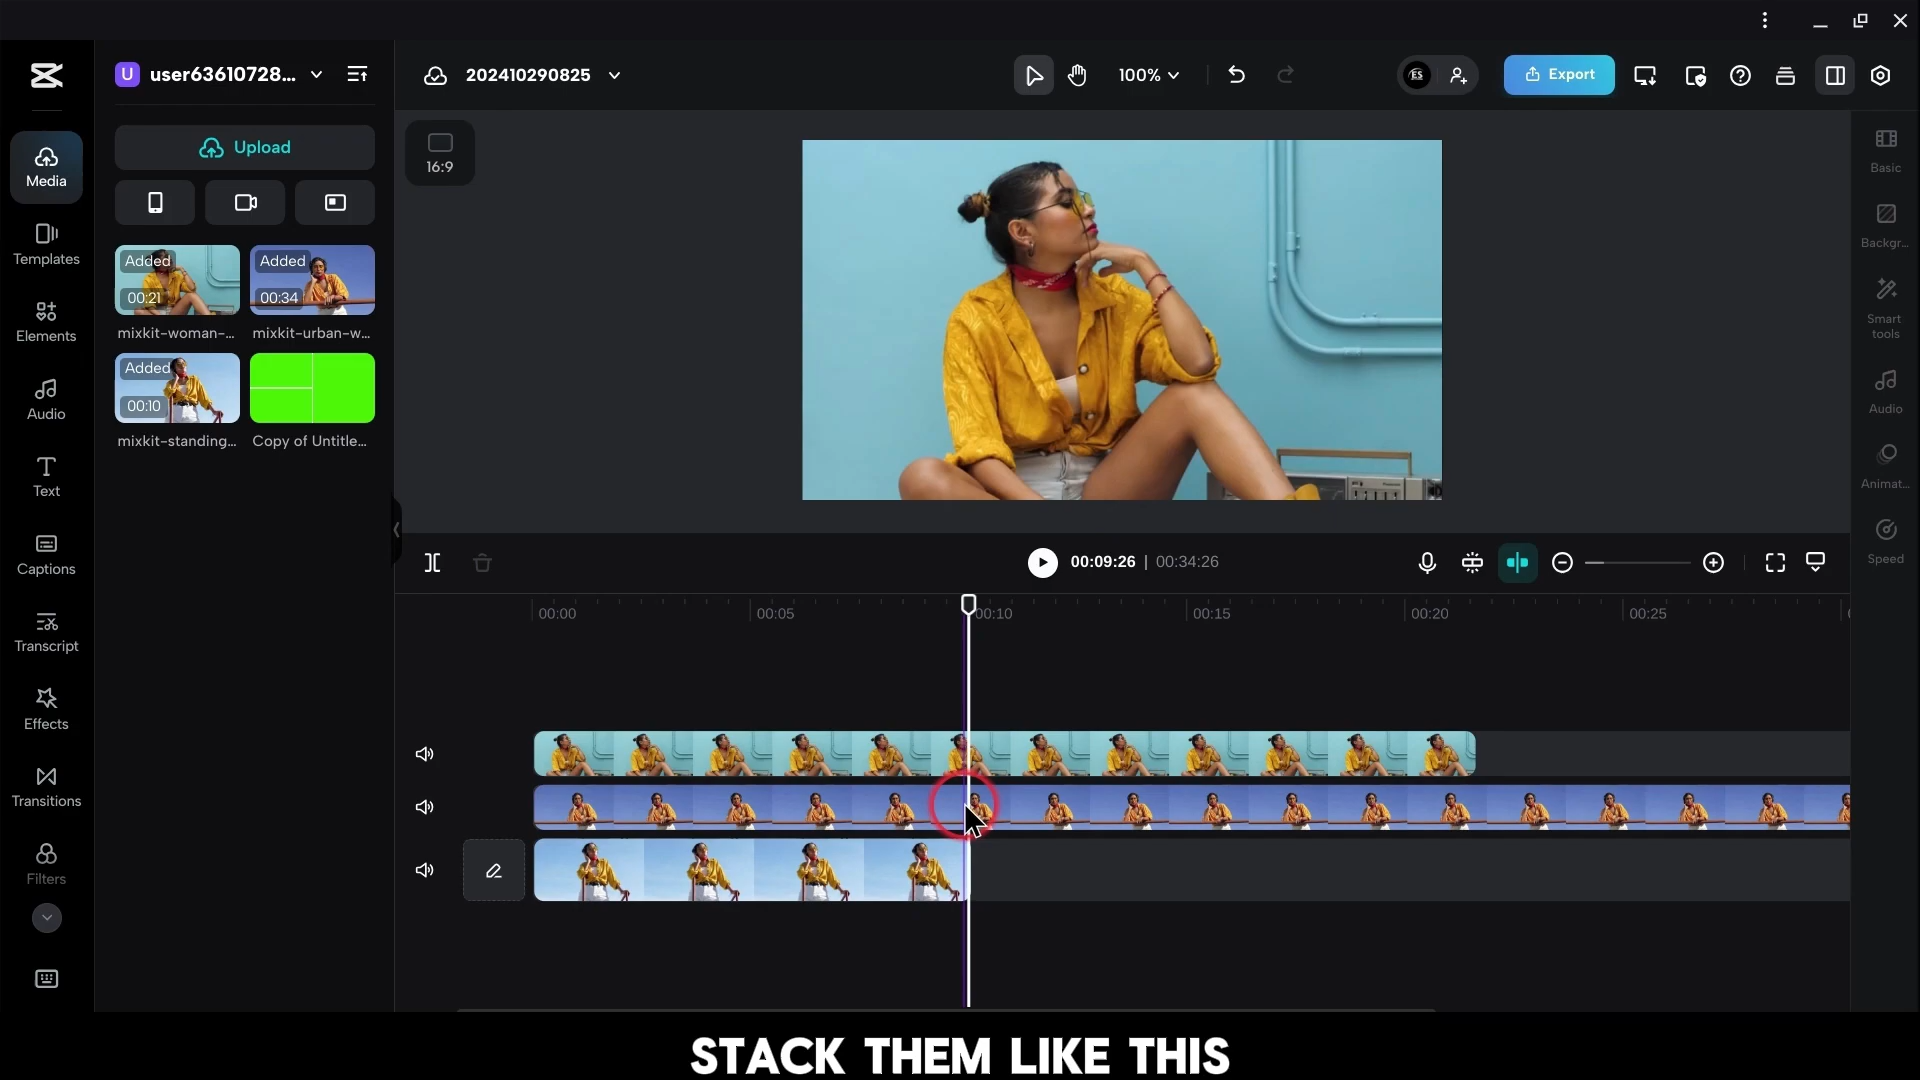 U user63610728...
202410290825
100%
ES
Export
Upload
16:9
Media
Templates
Elements
Audio
Text
Captions
Transcript
Effects
Transitions
Filters
Added
00:21
mixkit-woman-...
Added
00:34
mixkit-urban-w...
Added
00:10
mixkit-standing...
Copy of Untitle...
Basic
Backgr...
Smart
tools
Audio
Animat...
Speed
00:09:26 | 00:34:26
00:00 00:05 00:10 00:15 00:20 00:25
STACK THEM LIKE THIS